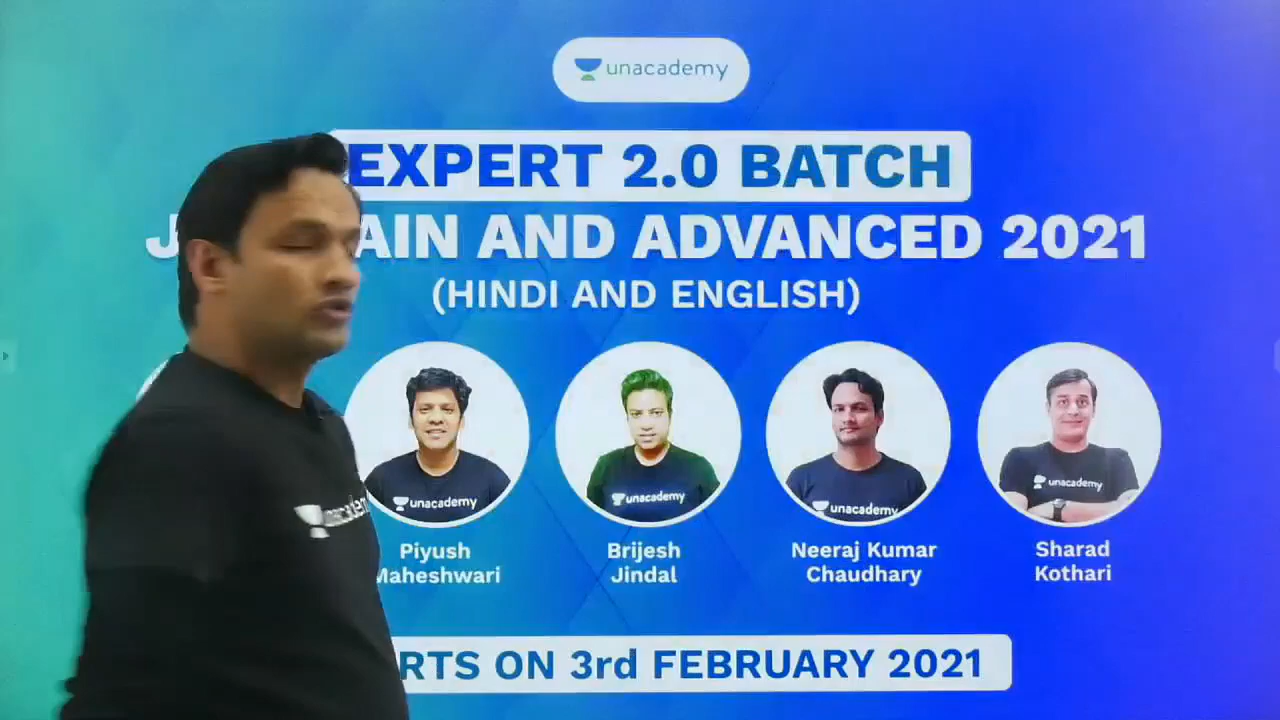 unacademy
EXPERT 2.0 BATCH
AIN AND ADVANCED 2021
(HINDI AND ENGLISH)
unacademy
unacademy
unacademy
unacademy
Piyush
Maheshwari
Brijesh
Jindal
Neeraj Kumar
Chaudhary
Sharad
Kothari
RTS ON 3rd FEBRUARY 2021